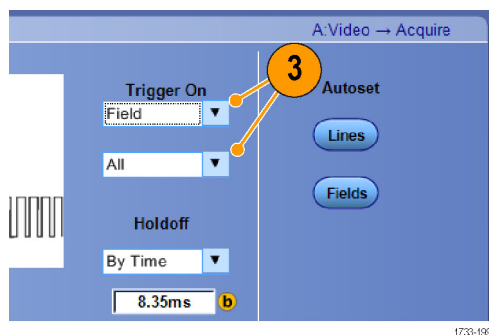 A:Video → Acquire
3
Trigger On
Autoset
Field
Lines
All
Fields
Holdoff
By Time
8.35ms
b